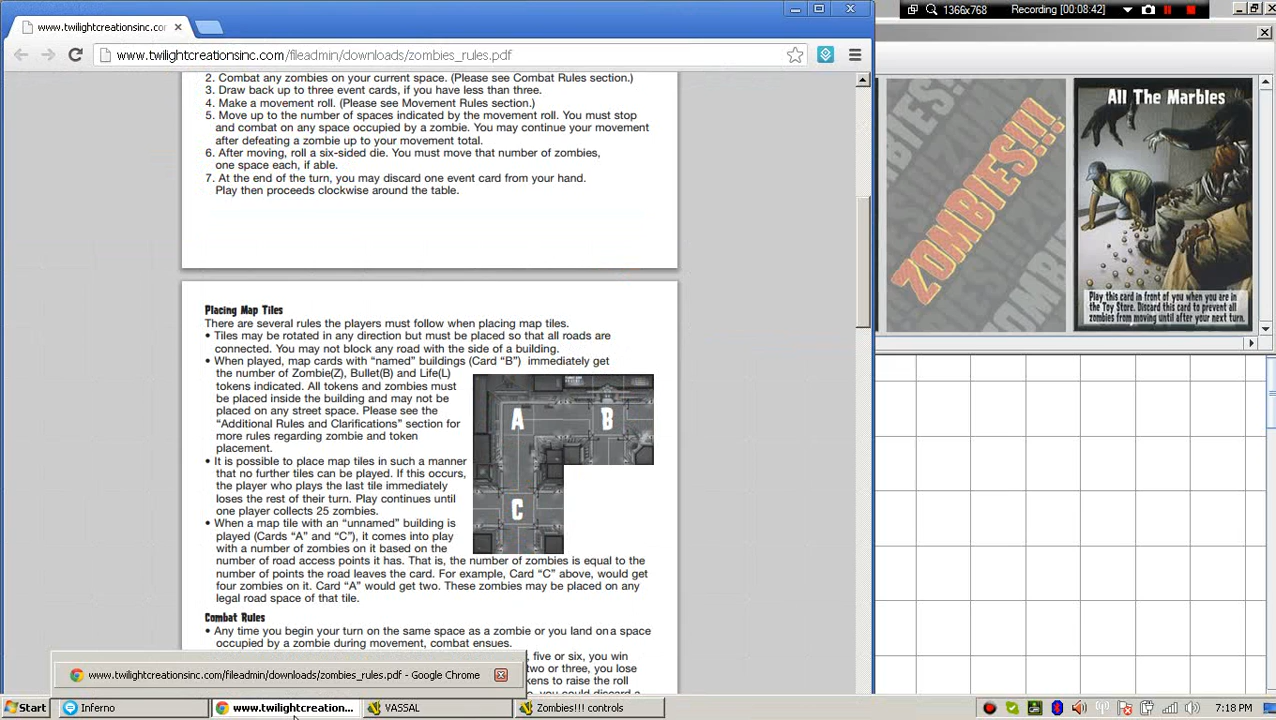 www.twilightcreationsinc.con
1366x768
Recording [00:08:42]
www.twilightcreationsinc.com/fileadmin/downloads/zombies_rules.pdf
2. Combat any zombies on your current space. (Please see Combat Rules section.)
3. Draw back up to three event cards, if you have less than three.
4. Make a movement roll. (Please see Movement Rules section.)
5. Move up to the number of spaces indicated by the movement roll. You must stop
and combat on any space occupied by a zombie. You may continue your movement
after defeating a zombie up to your movement total.
6. After moving, roll a six-sided die. You must move that number of zombies,
one space each, if able.
7. At the end of the turn, you may discard one event card from your hand.
Play then proceeds clockwise around the table.
Placing Map Tiles
There are several rules the players must follow when placing map tiles.
• Tiles may be rotated in any direction but must be placed so that all roads are
connected. You may not block any road with the side of a building.
• When played, map cards with “named” buildings (Card “B”) immediately get
the number of Zombie(Z), Bullet(B) and Life(L)
tokens indicated. All tokens and zombies must
be placed inside the building and may not be
placed on any street space. Please see the
“Additional Rules and Clarifications” section for
more rules regarding zombie and token
placement.
• It is possible to place map tiles in such a manner
that no further tiles can be played. If this occurs,
the player who plays the last tile immediately
loses the rest of their turn. Play continues until
one player collects 25 zombies.
• When a map tile with an “unnamed” building is
played (Cards “A” and “C”), it comes into play
with a number of zombies on it based on the
number of road access points it has. That is, the number of zombies is equal to the
number of points the road leaves the card. For example, Card “C” above, would get
four zombies on it. Card “A” would get two. These zombies may be placed on any
legal road space of that tile.
A
B
C
Combat Rules
• Any time you begin your turn on the same space as a zombie or you land on a space
occupied by a zombie during movement, combat ensues.
five or six, you win
two or three, you lose
kens to raise the roll
you could discard a
www.twilightcreationsinc.com/fileadmin/downloads/zombies_rules.pdf - Google Chrome
ZOMBIES!!!
All The Marbles
Play this card in front of you when you are in
the Toy Store. Discard this card to prevent all
zombies from moving until after your next turn.
Start
Inferno
www.twilightcreation...
VASSAL
Zombies!!! controls
7:18 PM